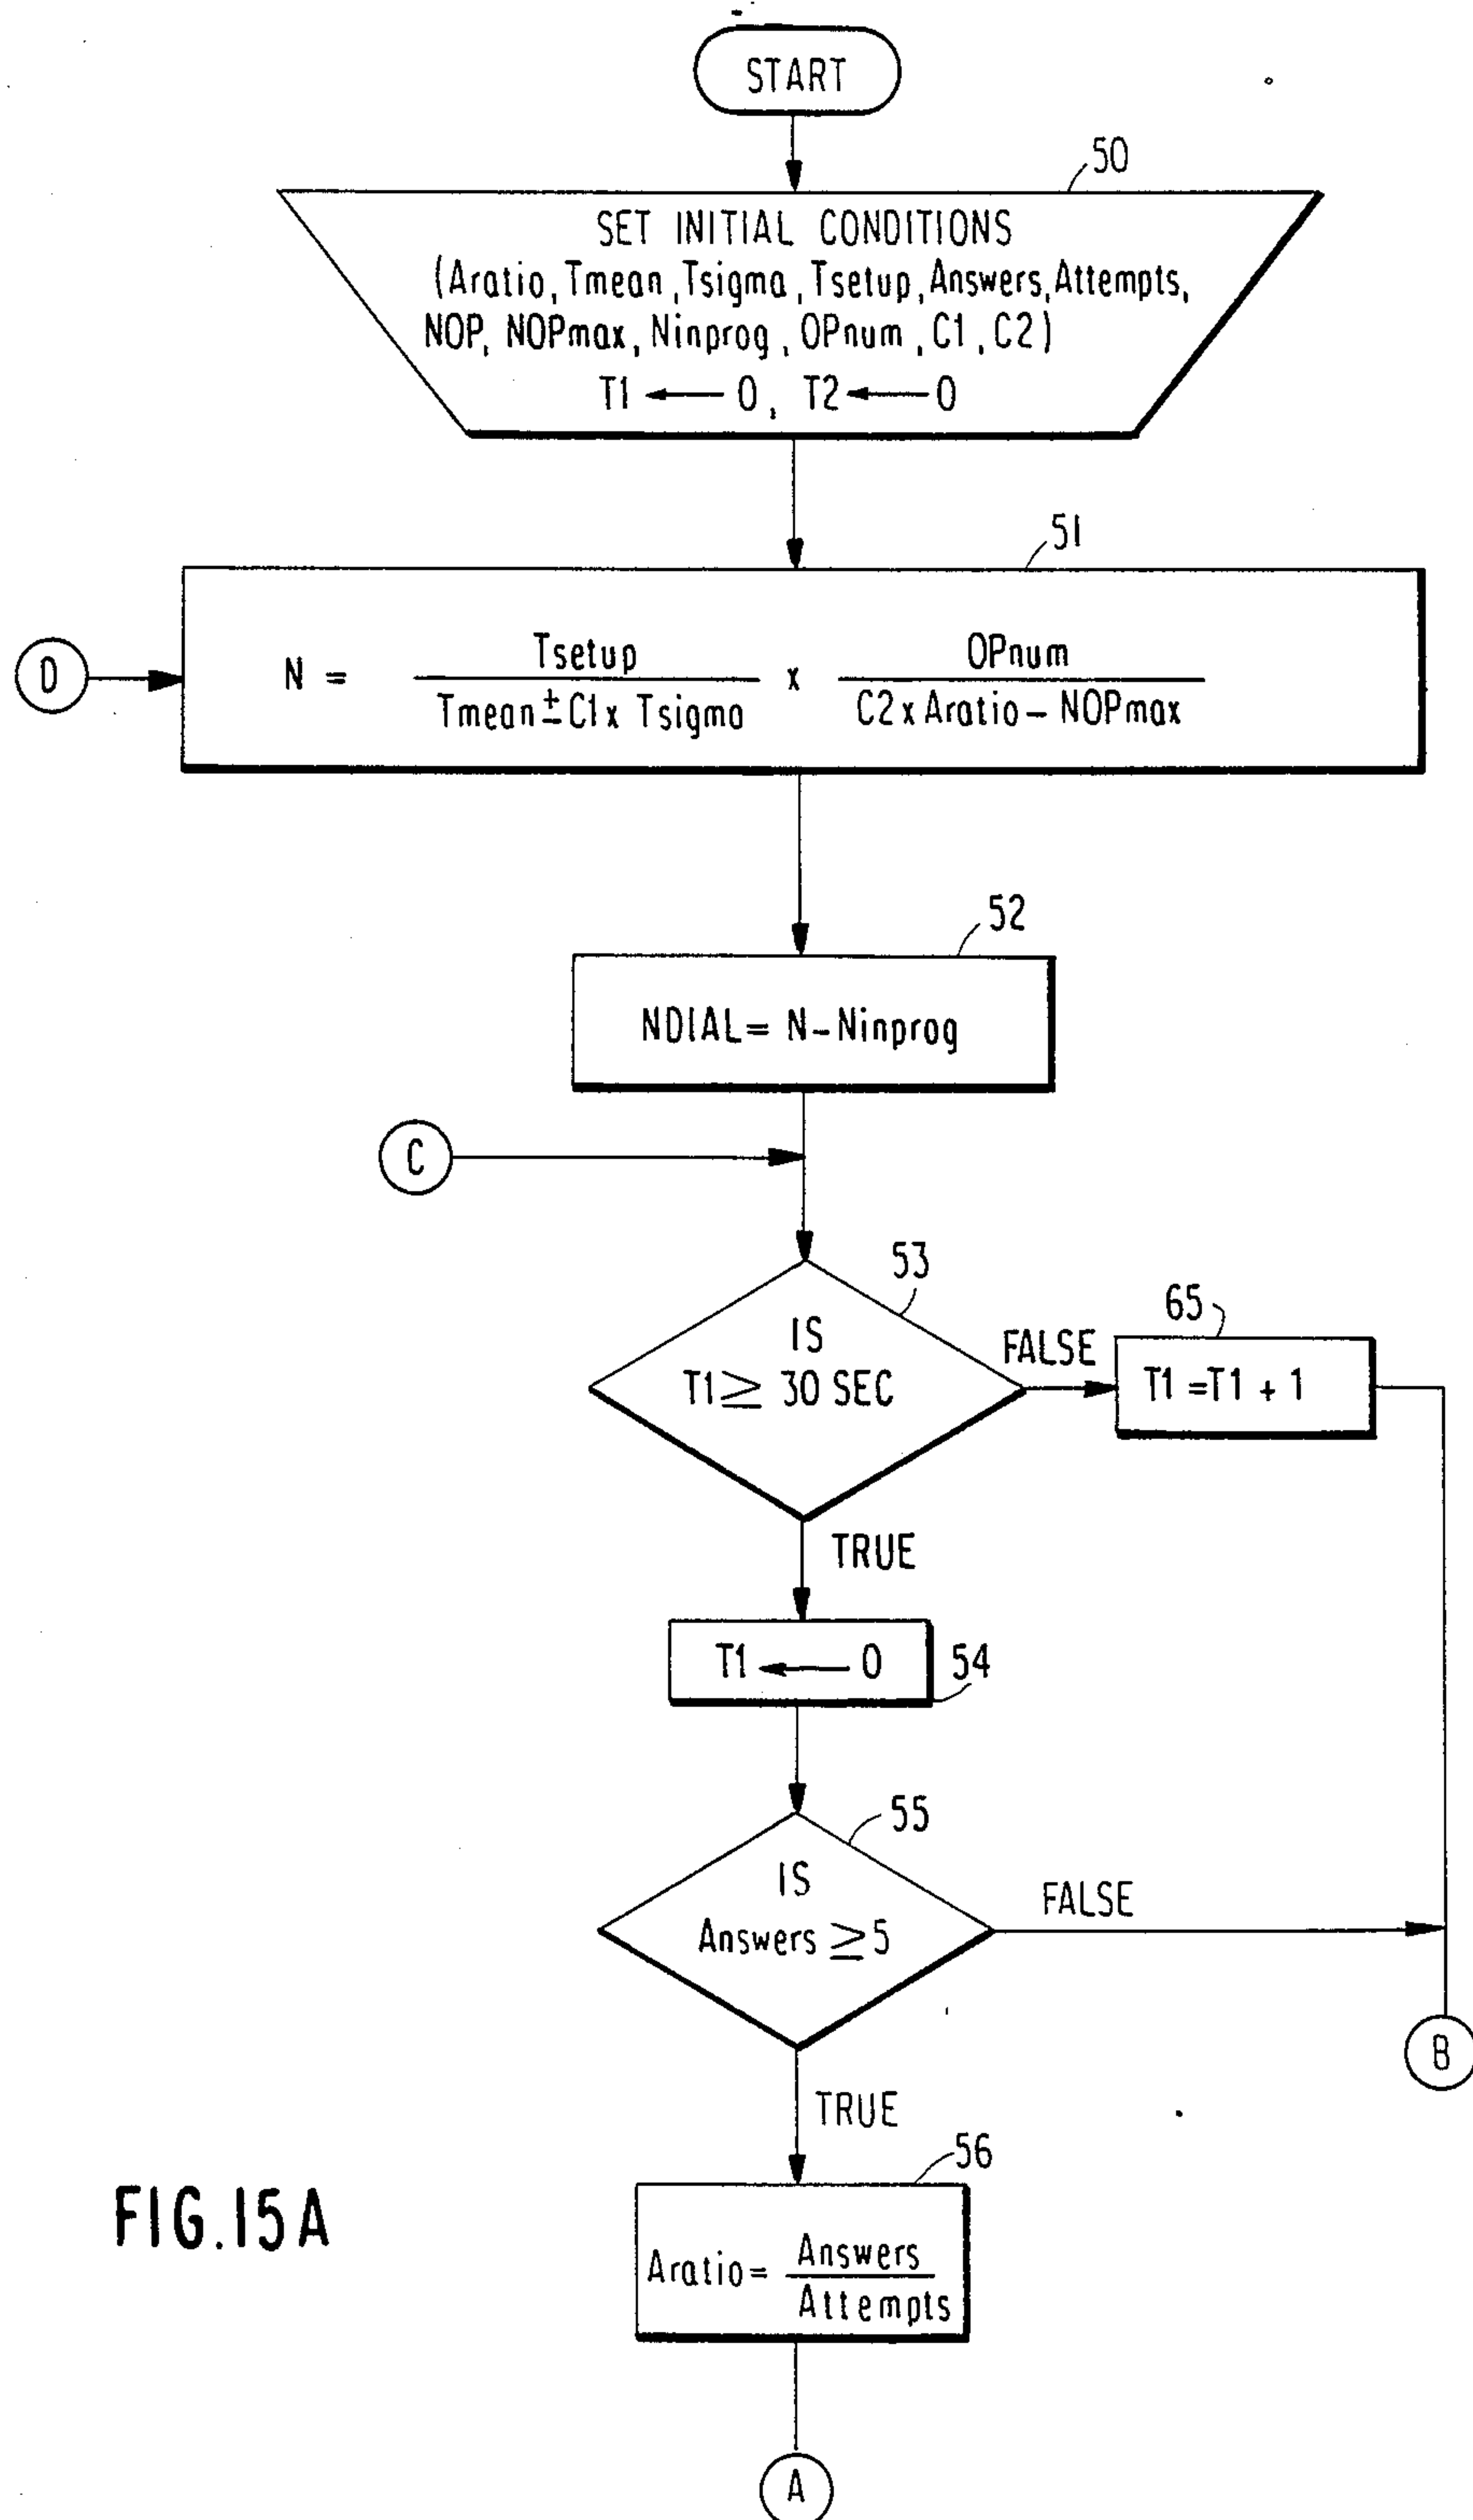 START
50
SET INITIAL CONDITIONS
(Aratio, Tmean, Tsigma, Tsetup, Answers, Attempts,
NOP, NOPmax, Ninprog, OPnum, C1, C2)
T1 ← 0, T2 ← 0
51
D
N = Tsetup / Tmean ± C1 x Tsigma x OPnum / C2 x Aratio – NOPmax
52
NDIAL = N – Ninprog
C
53
IS
T1 ≥ 30 SEC
FALSE
65
T1 = T1 + 1
TRUE
T1 ← 0
54
55
IS
Answers ≥ 5
FALSE
B
TRUE
56
Aratio = Answers / Attempts
FIG. 15A
A